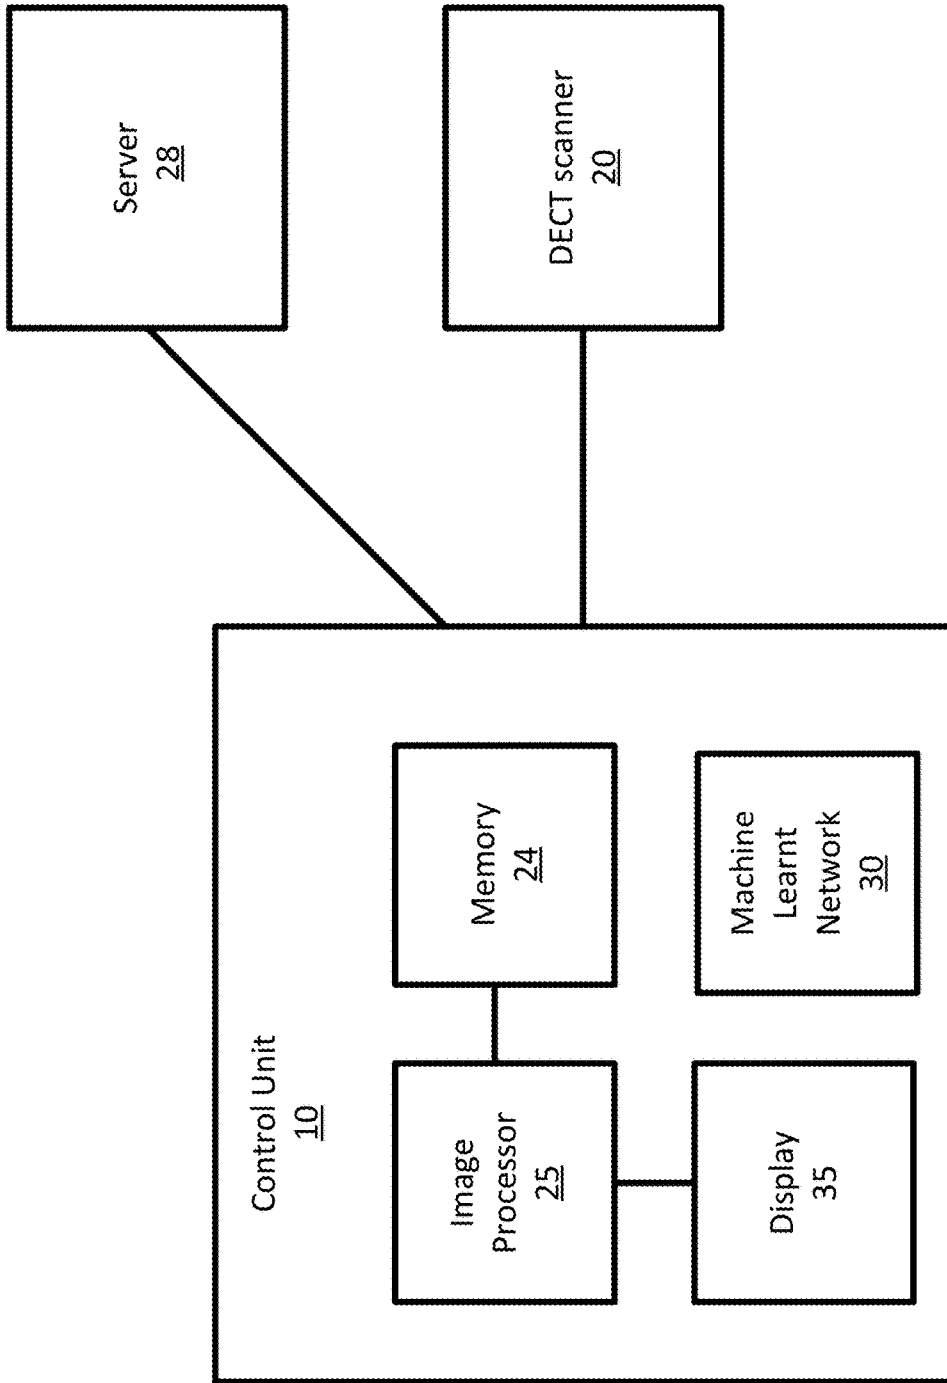 Control Unit
10
Image
Processor
25
Memory
24
Display
35
Machine
Learnt
Network
30
Server
28
DECT scanner
20